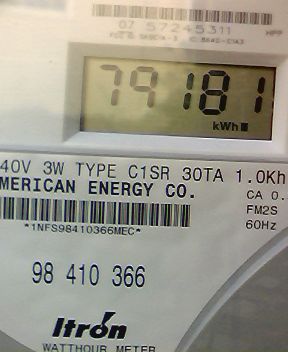 07 57245311
79181
kWh
40V 3W TYPE C1SR 30TA 1.0Kh
MERICAN ENERGY CO.
CA 0.
FM2S
60Hz
*1NFS98410366MEC*
98 410 366
Itron
WATTHOUR METER